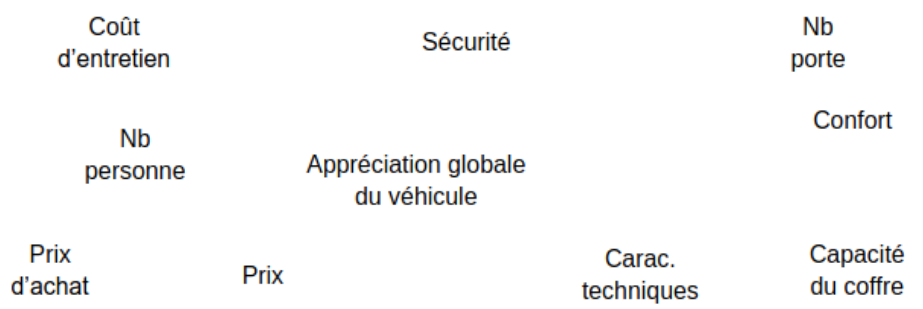 Coût
d’entretien
Sécurité
Nb
porte
Confort
Nb
personne
Appréciation globale
du véhicule
Prix
d’achat
Prix
Carac.
techniques
Capacité
du coffre